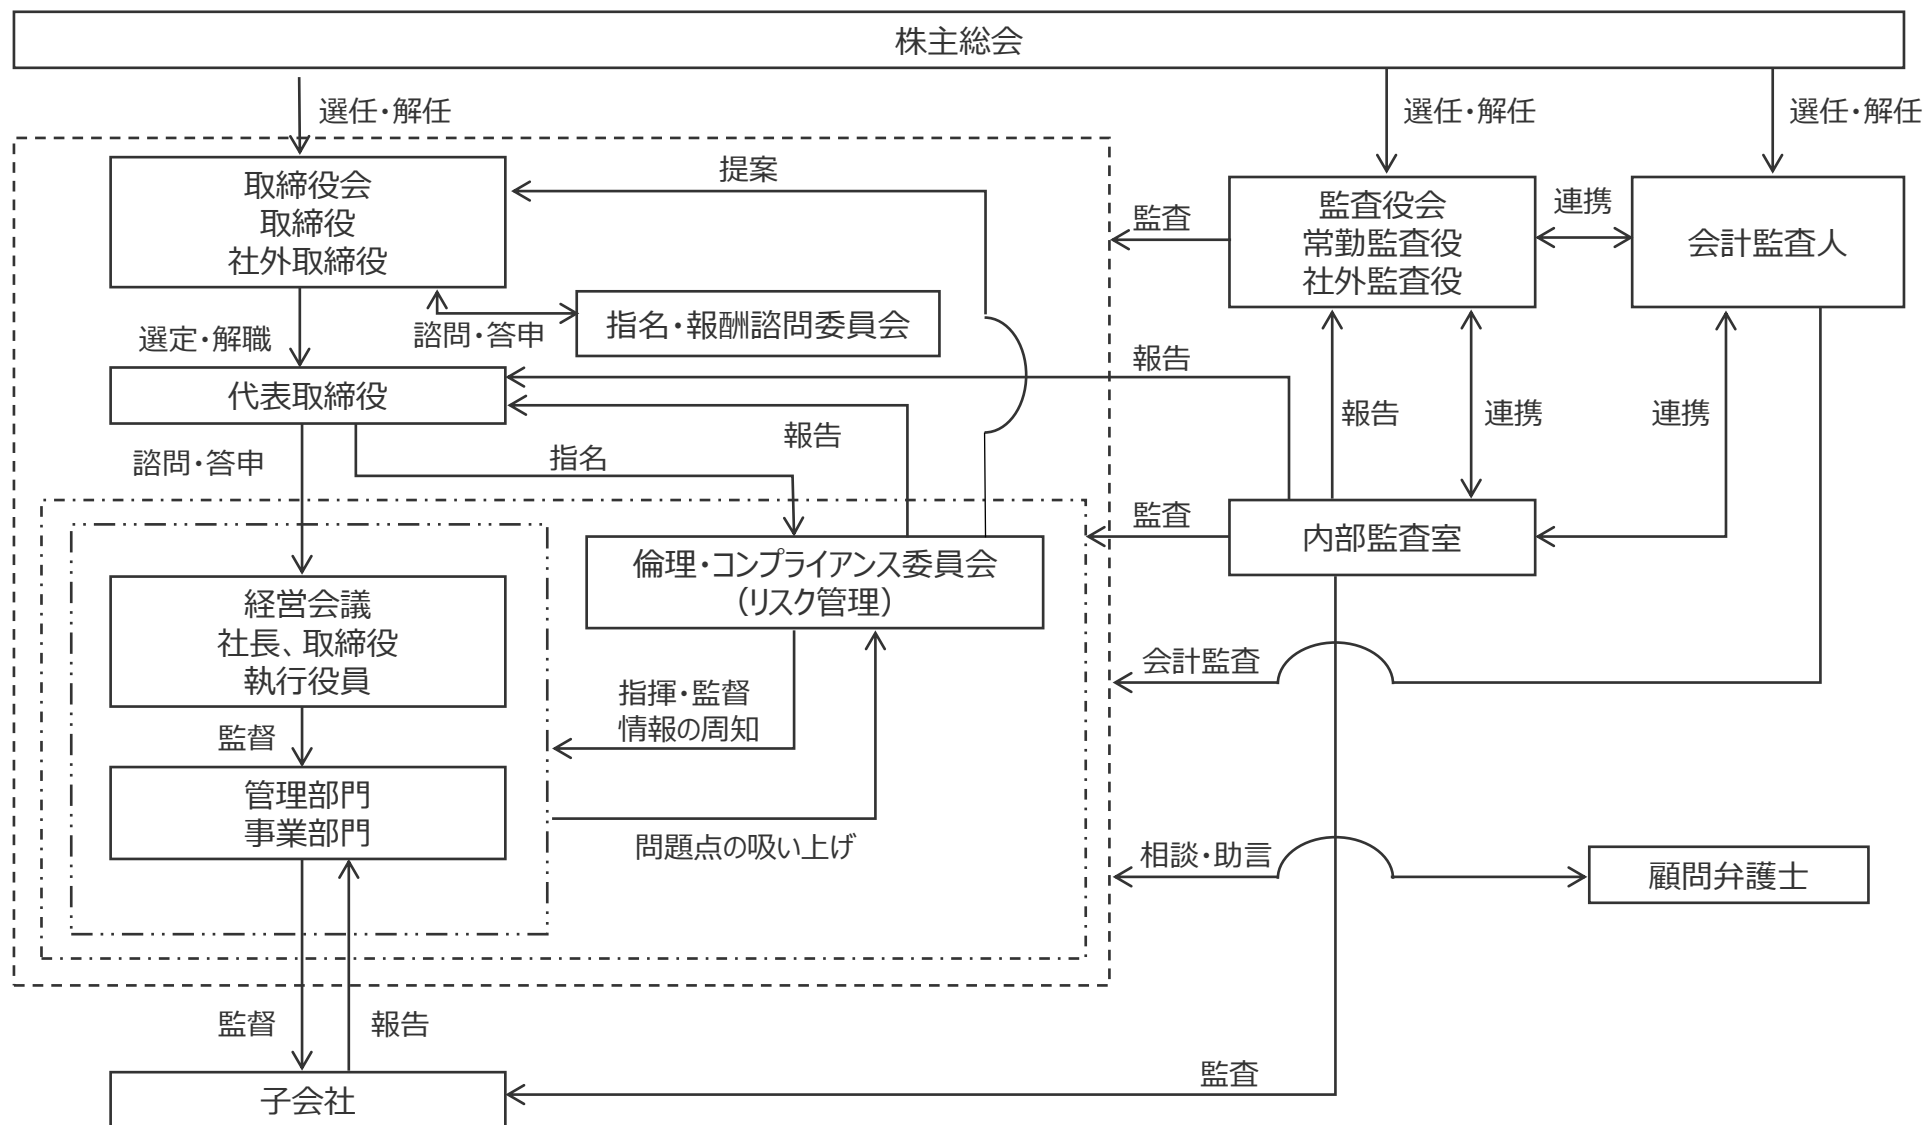 株主総会
選任・解任
選任・解任
選任・解任
取締役会
取締役
社外取締役
提案
監査
監査役会
常勤監査役
社外監査役
連携
会計監査人
選定・解職
諮問・答申
指名・報酬諮問委員会
報告
代表取締役
報告
報告
連携
連携
諮問・答申
指名
監査
内部監査室
倫理・コンプライアンス委員会
（リスク管理）
経営会議
社長、取締役
執行役員
会計監査
指揮・監督
情報の周知
監督
管理部門
事業部門
問題点の吸い上げ
相談・助言
顧問弁護士
監督
報告
監査
子会社